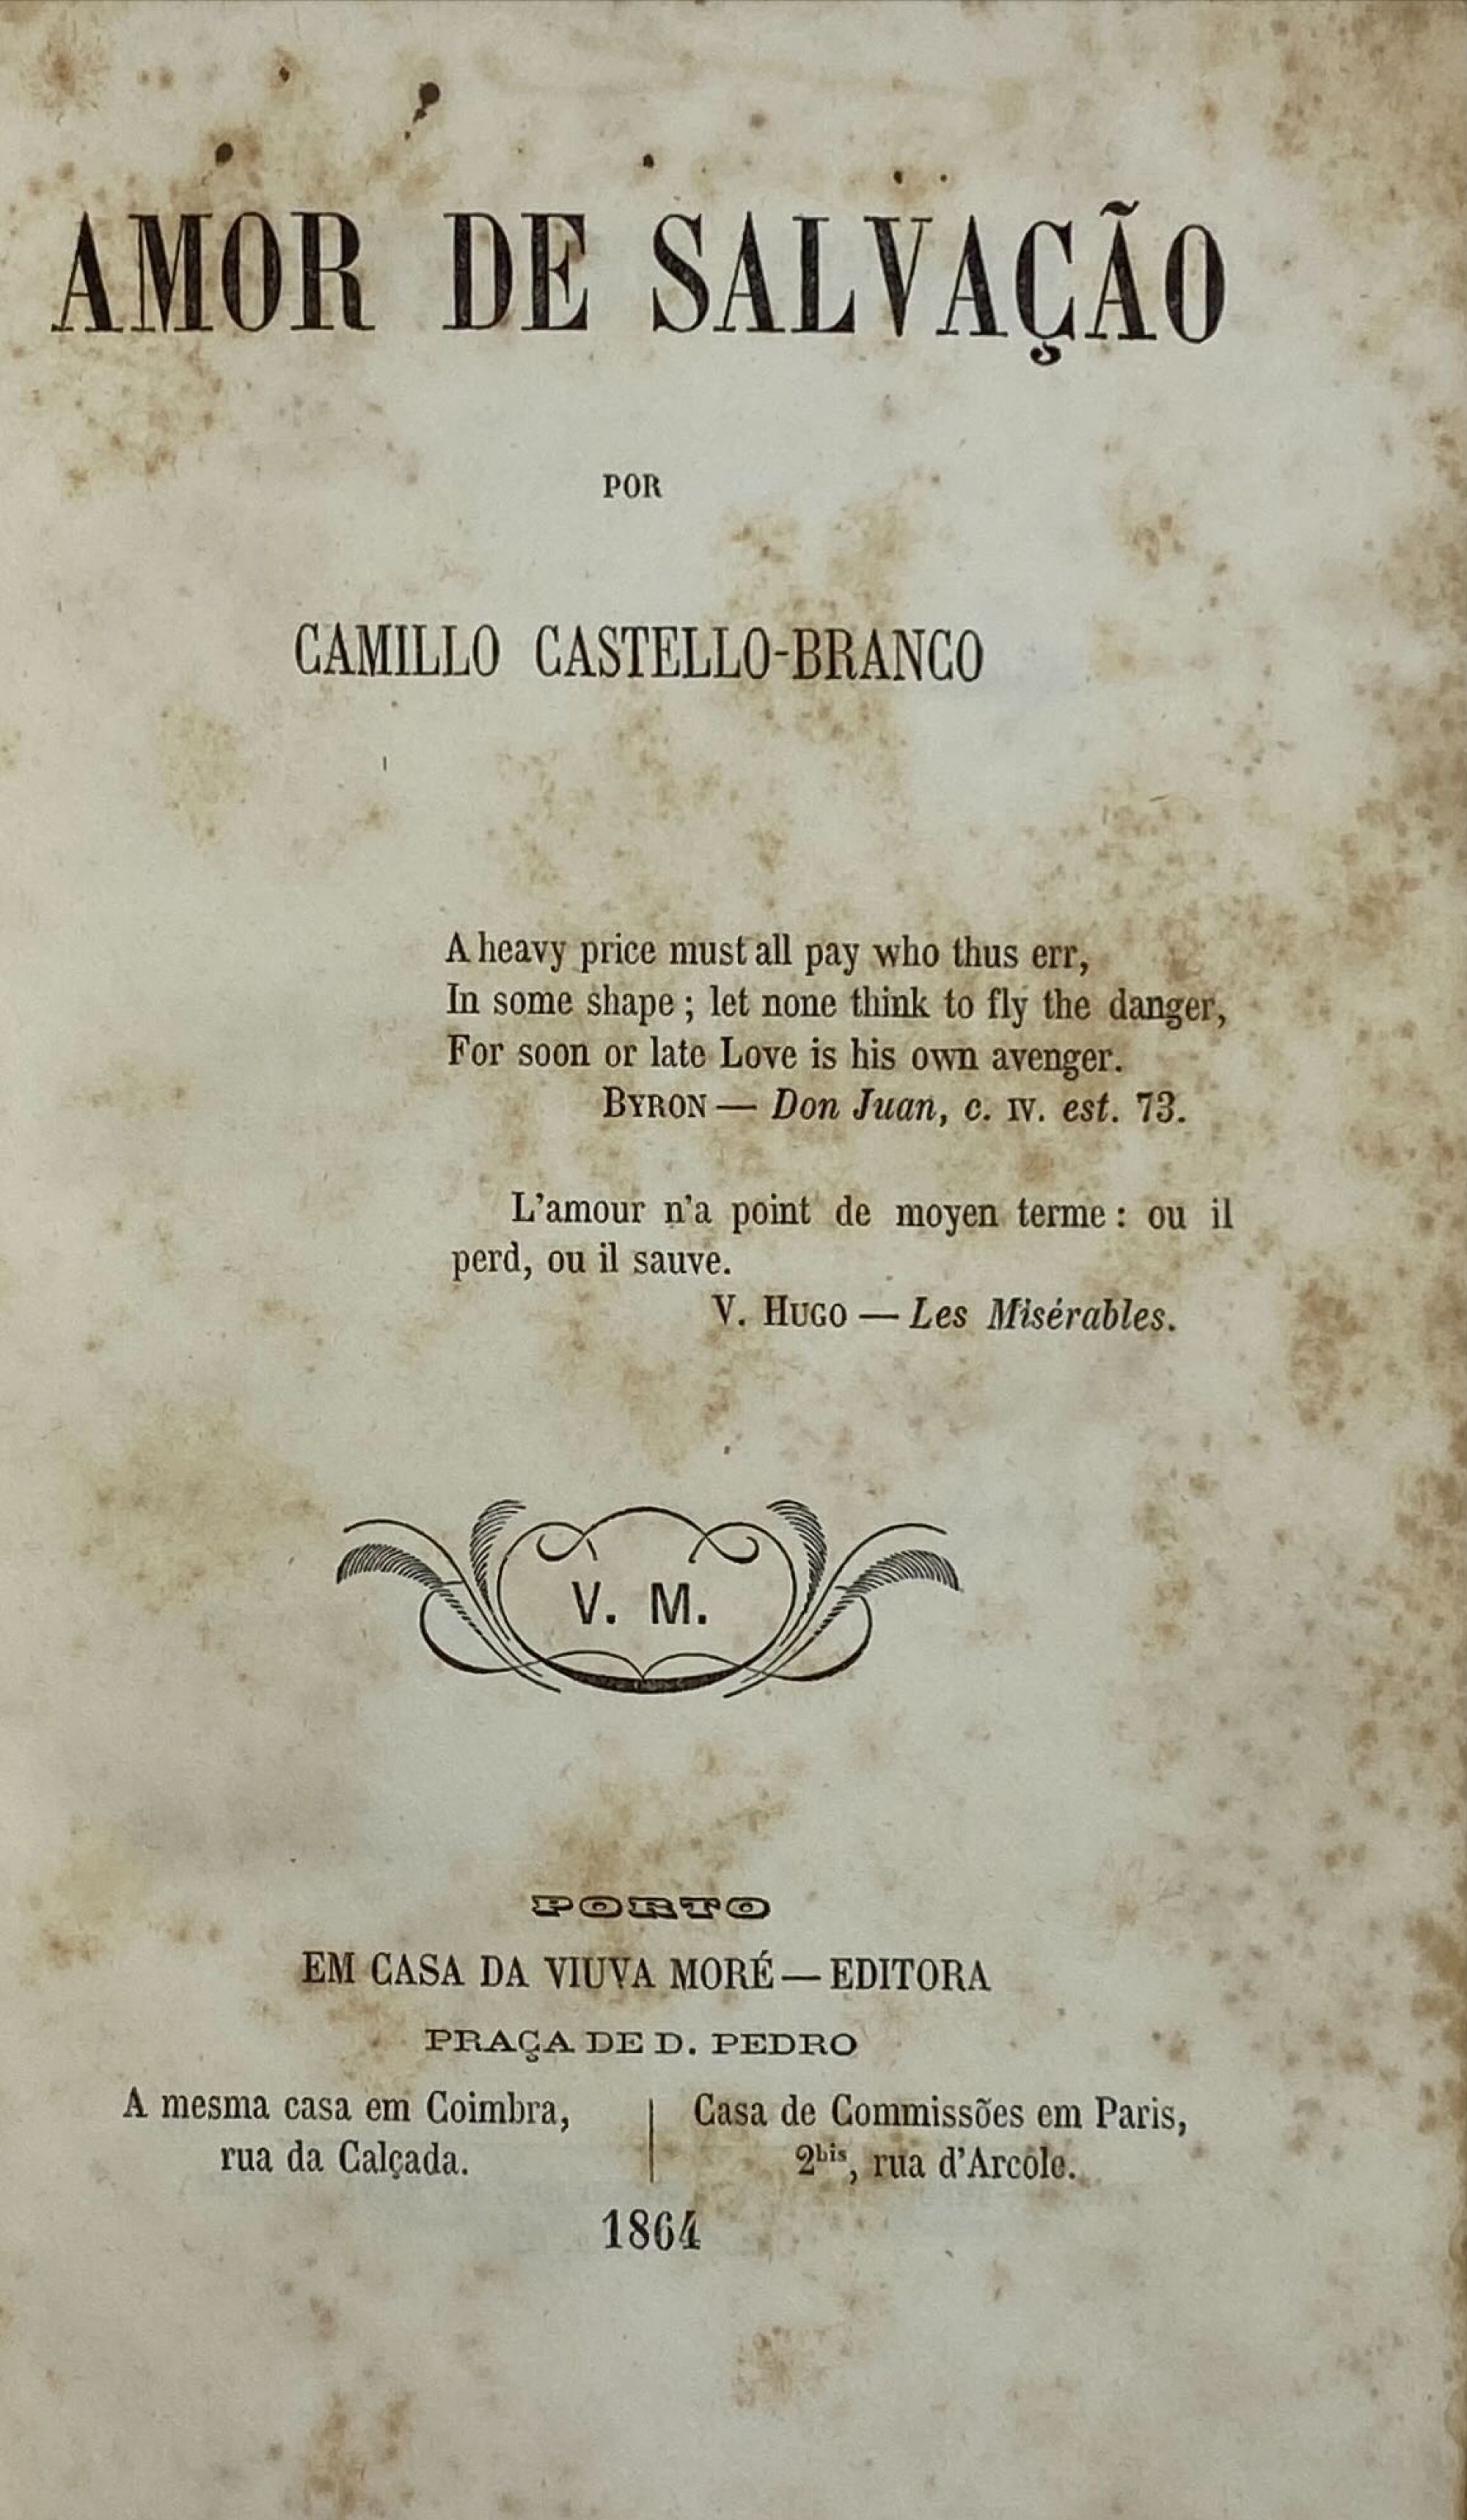 AMOR DE SALVAÇÃO
POR
CAMILLO CASTELLO-BRANCO
A heavy price must all pay who thus err,
In some shape ; let none think to fly the danger,
For soon or late Love is his own avenger.
BYRON — Don Juan, c. IV. est. 73.
L'amour n'a point de moyen terme : ou il
perd, ou il sauve.
V. HUGO — Les Misérables.
V. M.
PORTO
EM CASA DA VIUVA MORÉ — EDITORA
PRAÇA DE D. PEDRO
A mesma casa em Coimbra,
rua da Calçada.
Casa de Commissões em Paris,
2bis, rua d'Arcole.
1864